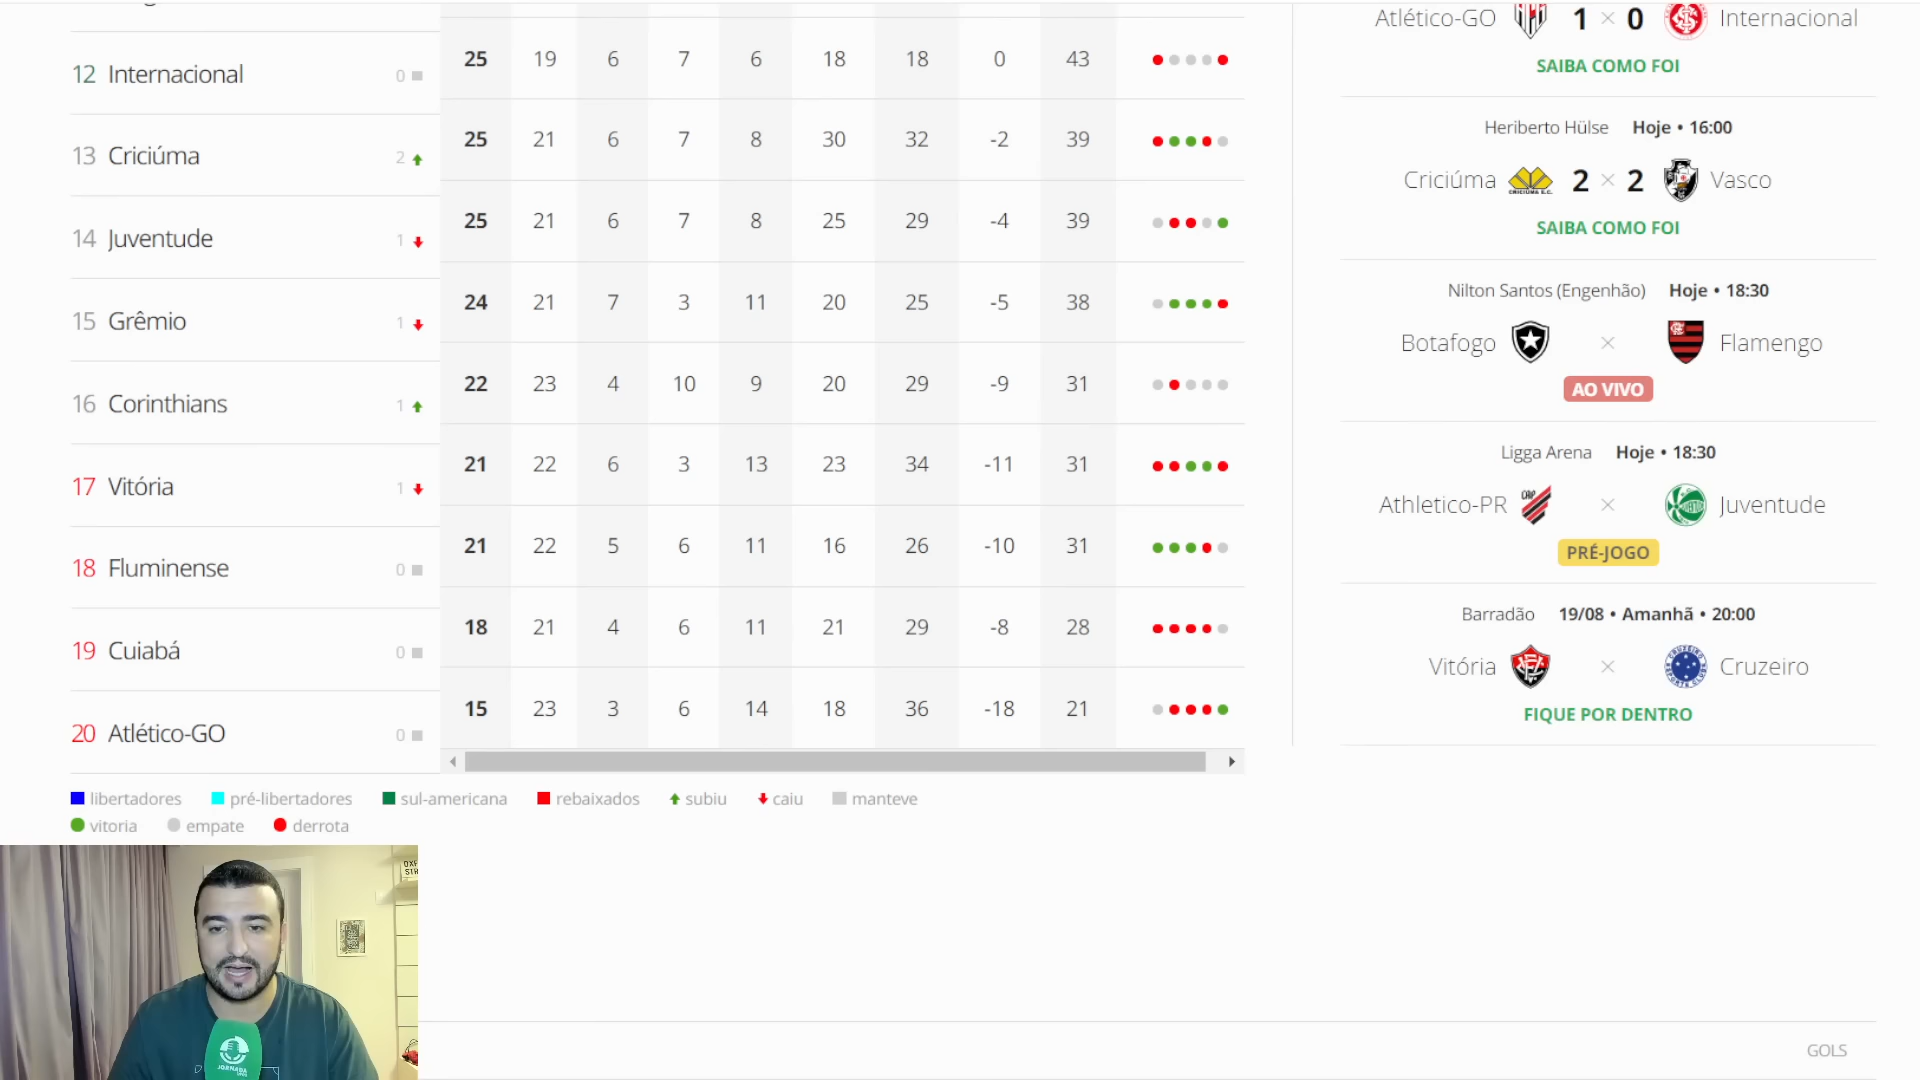 12 Internacional 0 25 19 6 7 6 18 18 0 43
13 Criciúma 2 25 21 6 7 8 30 32 -2 39
14 Juventude 1 25 21 6 7 8 25 29 -4 39
15 Grêmio 1 24 21 7 3 11 20 25 -5 38
16 Corinthians 1 22 23 4 10 9 20 29 -9 31
17 Vitória 1 21 22 6 3 13 23 34 -11 31
18 Fluminense 0 21 22 5 6 11 16 26 -10 31
19 Cuiabá 0 18 21 4 6 11 21 29 -8 28
20 Atlético-GO 0 15 23 3 6 14 18 36 -18 21
libertadores pré-libertadores sul-americana rebaixados subiu caiu manteve
vitoria empate derrota
Atlético-GO 1 × 0 Internacional
SAIBA COMO FOI
Heriberto Hülse Hoje • 16:00
Criciúma 2 × 2 Vasco
SAIBA COMO FOI
Nilton Santos (Engenhão) Hoje • 18:30
Botafogo × Flamengo
AO VIVO
Ligga Arena Hoje • 18:30
Athletico-PR × Juventude
PRÉ-JOGO
Barradão 19/08 • Amanhã • 20:00
Vitória × Cruzeiro
FIQUE POR DENTRO
JORNADA
GOLS